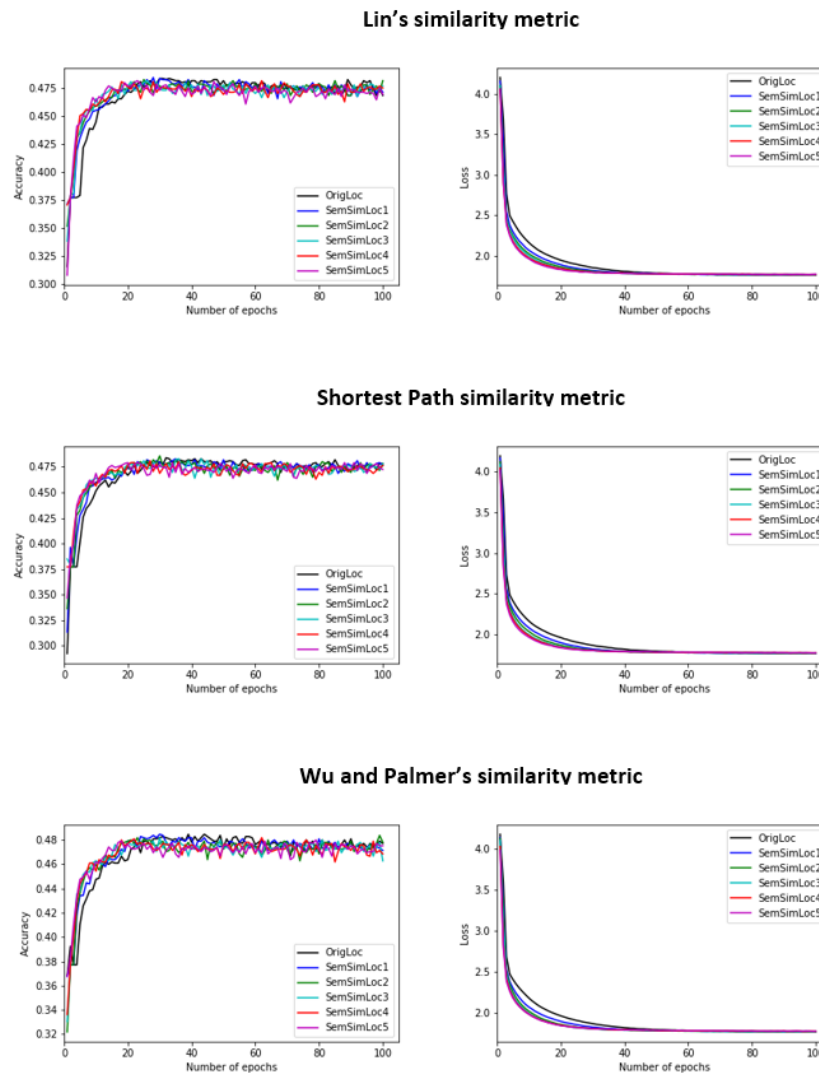 Lin's similarity metric
0.475
0.450
0.425
0.400
0.375
0.350
0.325
0.300
Accuracy
0 20 40 60 80 100
Number of epochs
OrigLoc
SemSimLoc1
SemSimLoc2
SemSimLoc3
SemSimLoc4
SemSimLoc5
4.0
3.5
3.0
2.5
2.0
Loss
0 20 40 60 80 100
Number of epochs
OrigLoc
SemSimLoc1
SemSimLoc2
SemSimLoc3
SemSimLoc4
SemSimLoc5
Shortest Path similarity metric
0.475
0.450
0.425
0.400
0.375
0.350
0.325
0.300
Accuracy
0 20 40 60 80 100
Number of epochs
OrigLoc
SemSimLoc1
SemSimLoc2
SemSimLoc3
SemSimLoc4
SemSimLoc5
4.0
3.5
3.0
2.5
2.0
Loss
0 20 40 60 80 100
Number of epochs
OrigLoc
SemSimLoc1
SemSimLoc2
SemSimLoc3
SemSimLoc4
SemSimLoc5
Wu and Palmer's similarity metric
0.48
0.46
0.44
0.42
0.40
0.38
0.36
0.34
0.32
Accuracy
0 20 40 60 80 100
Number of epochs
OrigLoc
SemSimLoc1
SemSimLoc2
SemSimLoc3
SemSimLoc4
SemSimLoc5
4.0
3.5
3.0
2.5
2.0
Loss
0 20 40 60 80 100
Number of epochs
OrigLoc
SemSimLoc1
SemSimLoc2
SemSimLoc3
SemSimLoc4
SemSimLoc5